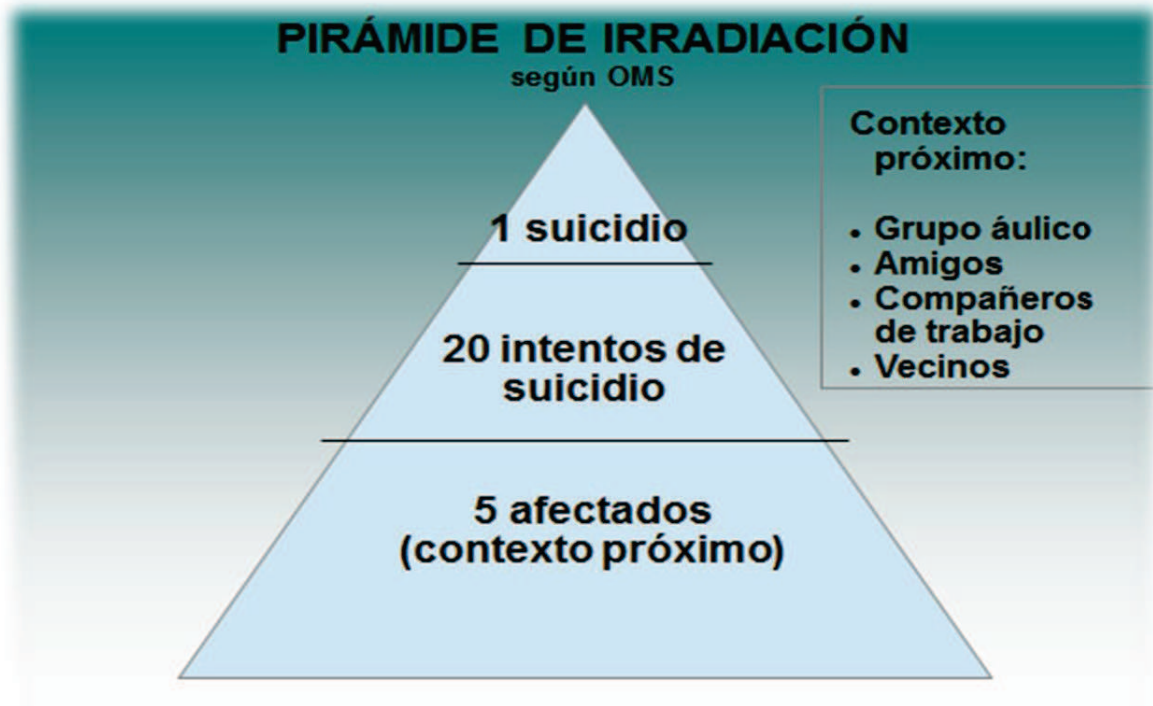 PIRÁMIDE DE IRRADIACIÓN
según OMS
1 suicidio
20 intentos de
suicidio
5 afectados
(contexto próximo)
Contexto
próximo:
• Grupo áulico
• Amigos
• Compañeros
de trabajo
• Vecinos